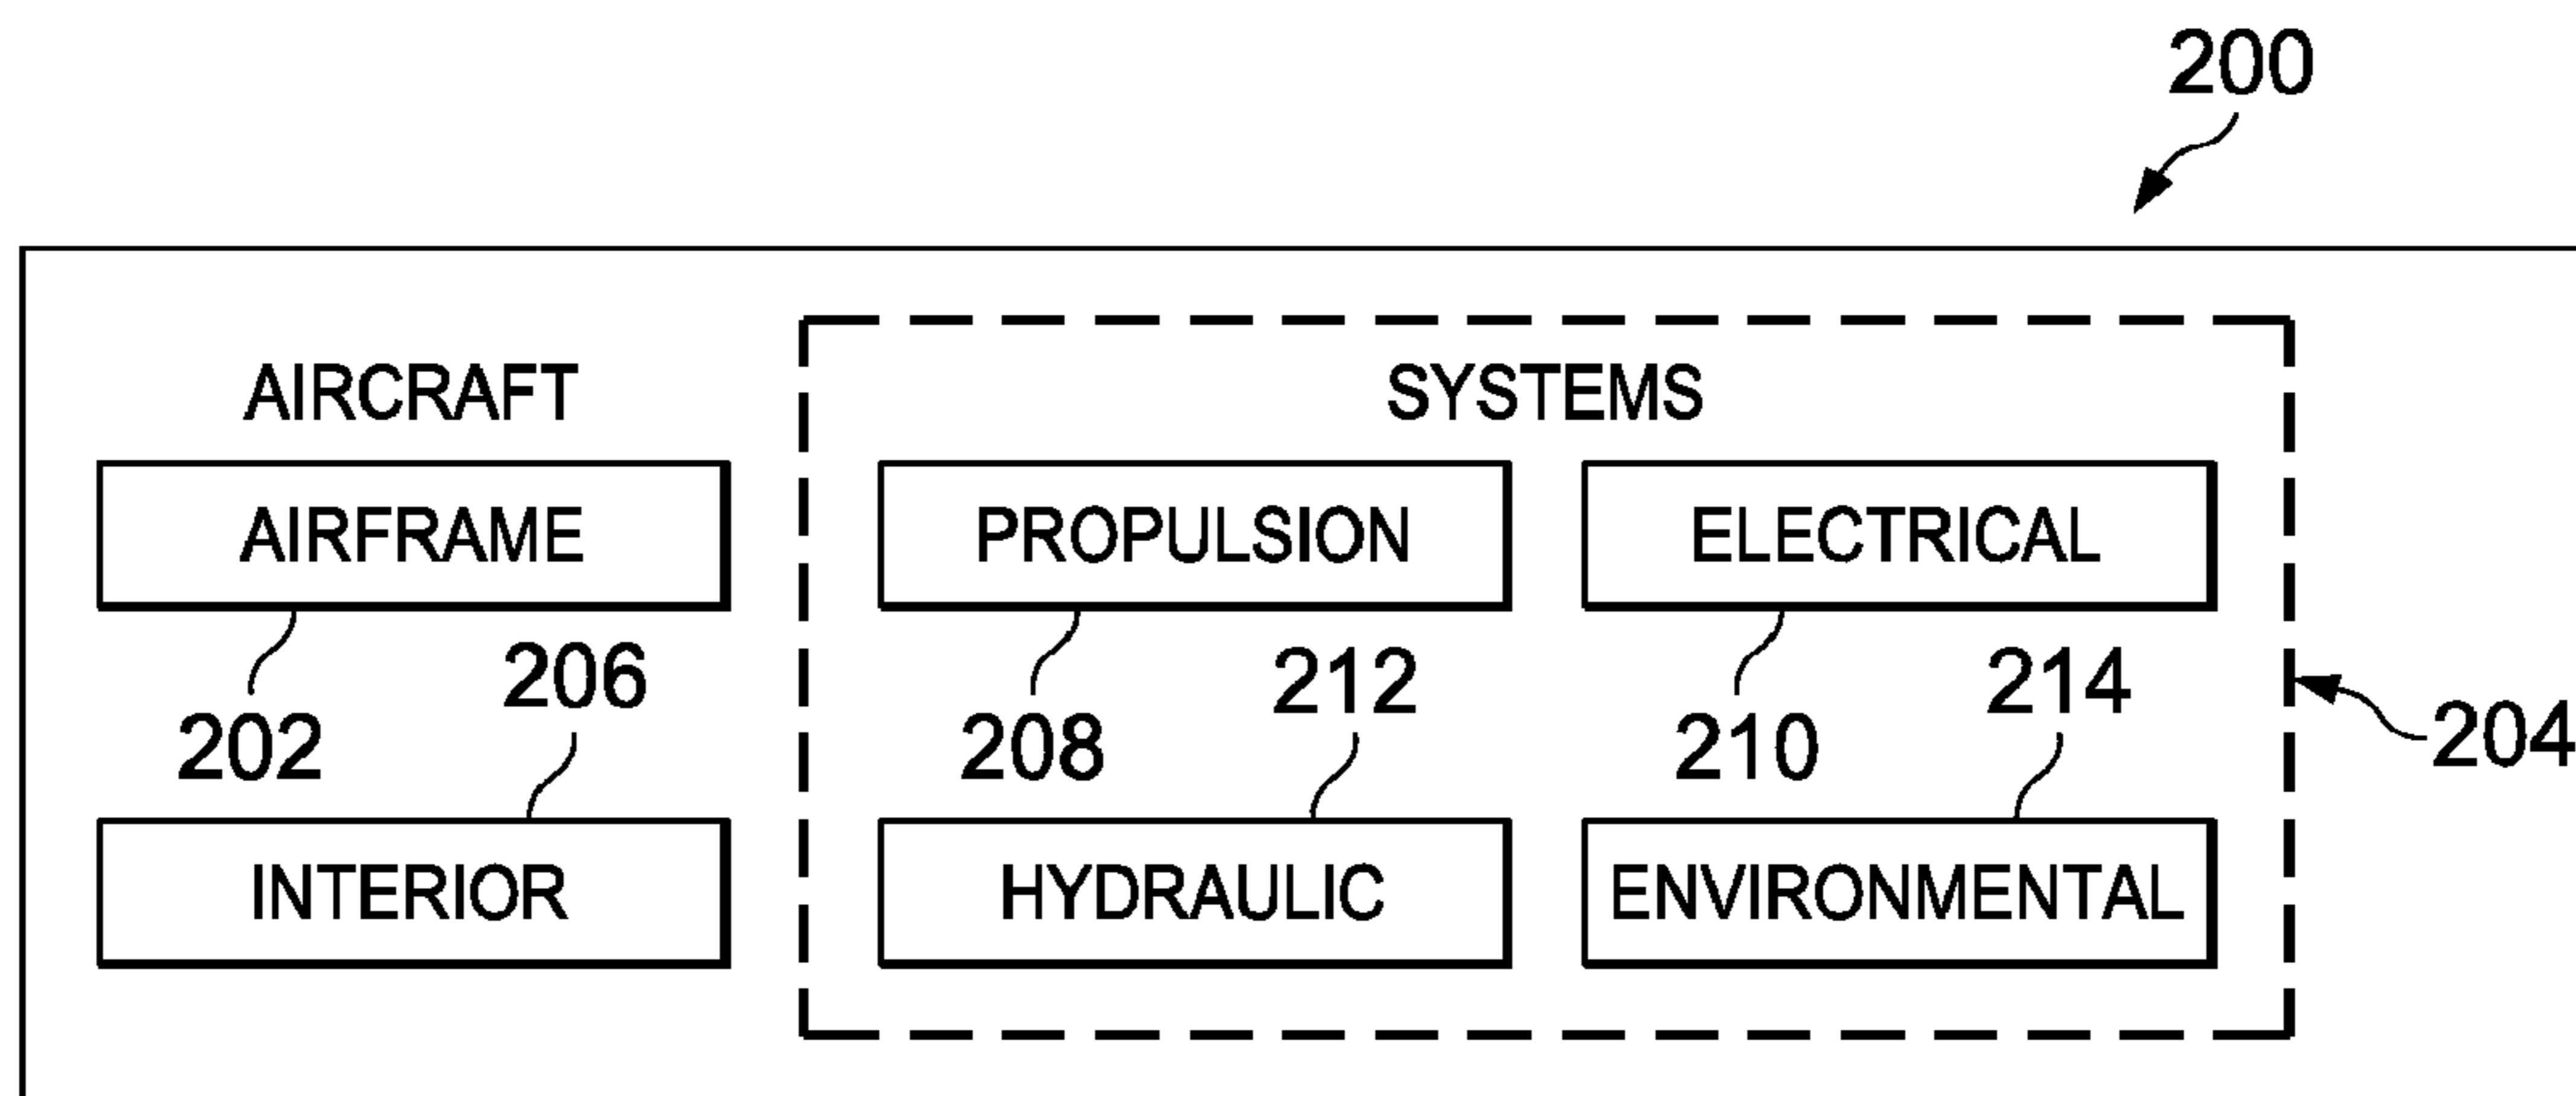 200
AIRCRAFT
SYSTEMS
AIRFRAME
PROPULSION
ELECTRICAL
202
206
208
212
210
214
204
INTERIOR
HYDRAULIC
ENVIRONMENTAL